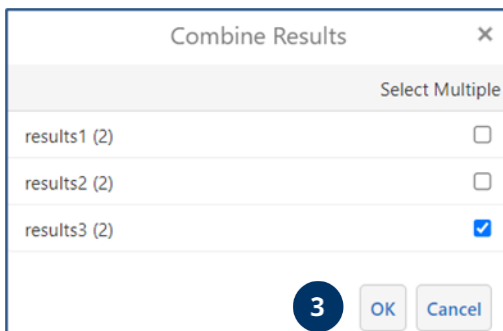 Combine Results ×
Select Multiple
results1 (2)
results2 (2)
results3 (2)
3 OK Cancel